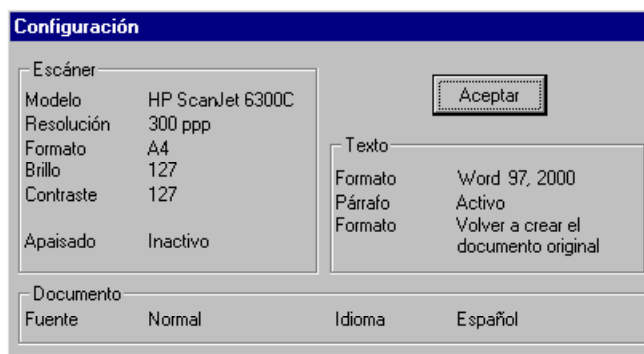 Configuración
Escáner
Modelo HP ScanJet 6300C
Resolución 300 ppp
Formato A4
Brillo 127
Contraste 127
Apaisado Inactivo
Aceptar
Texto
Formato Word 97, 2000
Párrafo Activo
Formato Volver a crear el
documento original
Documento
Fuente Normal Idioma Español